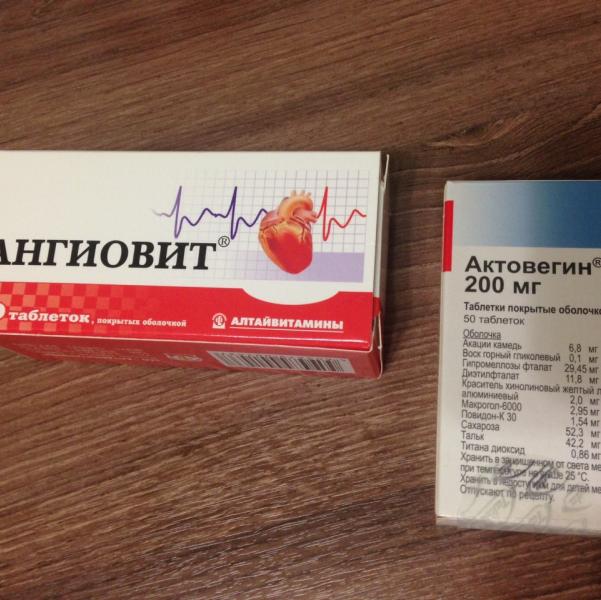 АНГИОВИТ®
таблеток, покрытых оболочкой
АЛТАЙВИТАМИНЫ
Актовегин®
200 мг
Таблетки покрытые оболочко
50 таблеток
Оболочка
Акации камедь 6,8 мг
Воск горный гликолевый 0,1 мг
Гипромеллозы фталат 29,45 мг
Диэтилфталат 11,8 мг
Краситель хинолиновый желтый л
алюминиевый 2,0 мг
Макрогол-6000 2,95 мг
Повидон-К 30 1,54 мг
Сахароза 52,3 мг
Тальк 42,2 мг
Титана диоксид 0,86 мг
Хранить в защищенном от света ме
при температуре не выше 25 °C.
Хранить в недоступном для детей ме
Отпускают по рецепту.